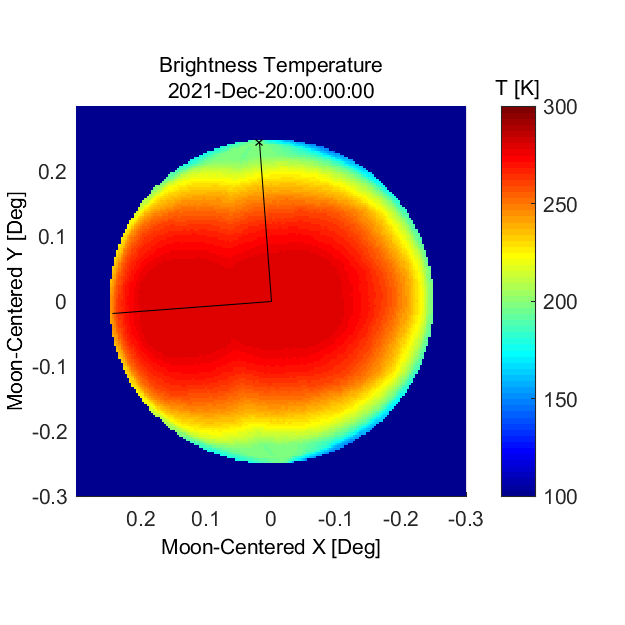 Brightness Temperature
2021-Dec-20:00:00:00
T [K]
300
250
200
150
100
Moon-Centered Y [Deg]
0.2
0.1
0
-0.1
-0.2
-0.3
0.2 0.1 0 -0.1 -0.2 -0.3
Moon-Centered X [Deg]